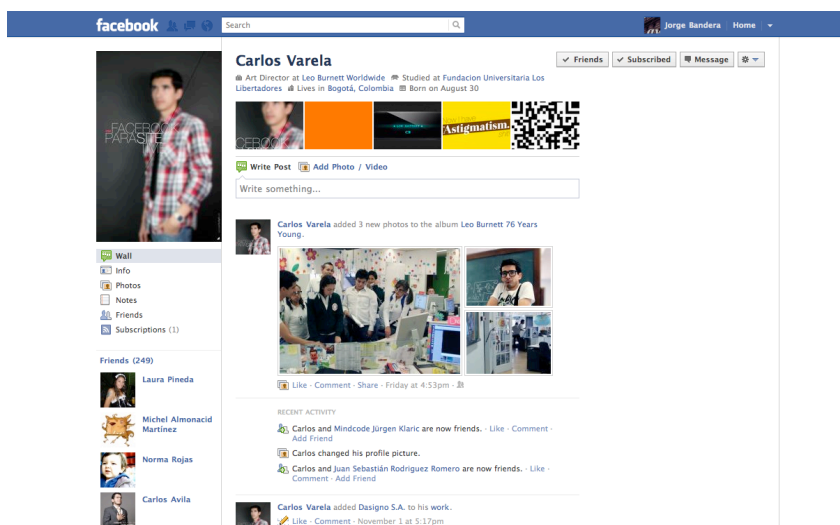 facebook
Search
Jorge Bandera
Home
FACEBOOK
PARASITE
LIVE
Carlos Varela
Friends
Subscribed
Message
Art Director at Leo Burnett Worldwide Studied at Fundacion Universitaria Los
Libertadores Lives in Bogotá, Colombia Born on August 30
Astigmatism.
Write Post Add Photo / Video
Write something...
Carlos Varela added 3 new photos to the album Leo Burnett 76 Years
Young.
Like · Comment · Share · Friday at 4:53pm ·
RECENT ACTIVITY
Carlos and Mindcode Jürgen Klaric are now friends. · Like · Comment ·
Add Friend
Carlos changed his profile picture.
Carlos and Juan Sebastián Rodriguez Romero are now friends. · Like ·
Comment · Add Friend
Carlos Varela added Dasigno S.A. to his work.
Like · Comment · November 1 at 5:17pm
Wall
Info
Photos
Notes
Friends
Subscriptions (1)
Friends (249)
Laura Pineda
Michel Almonacid
Martínez
Norma Rojas
Carlos Avila